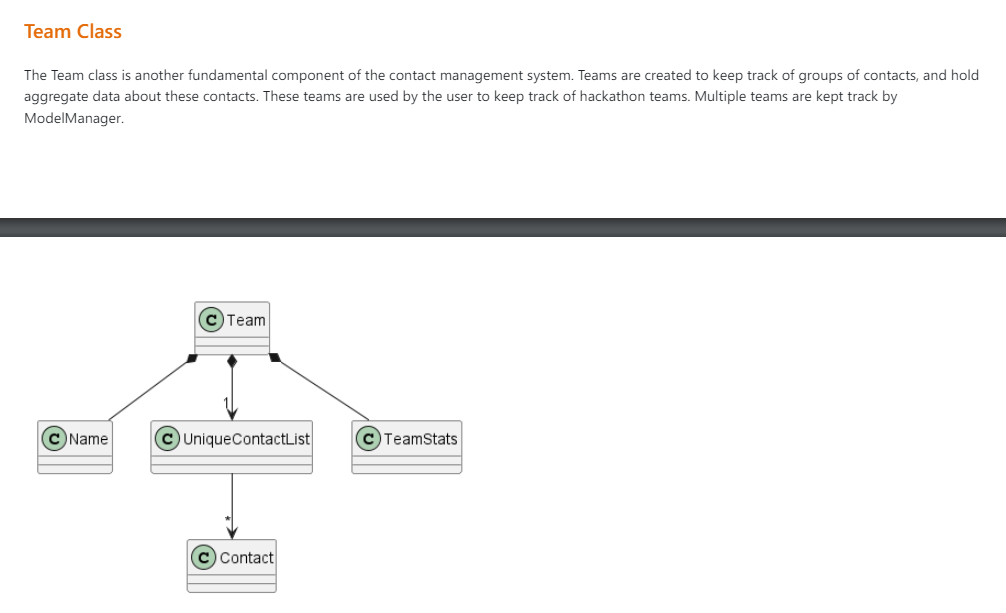 Team Class
The Team class is another fundamental component of the contact management system. Teams are created to keep track of groups of contacts, and hold
aggregate data about these contacts. These teams are used by the user to keep track of hackathon teams. Multiple teams are kept track by
ModelManager.
C Team
1
C Name C UniqueContactList C TeamStats
*
C Contact